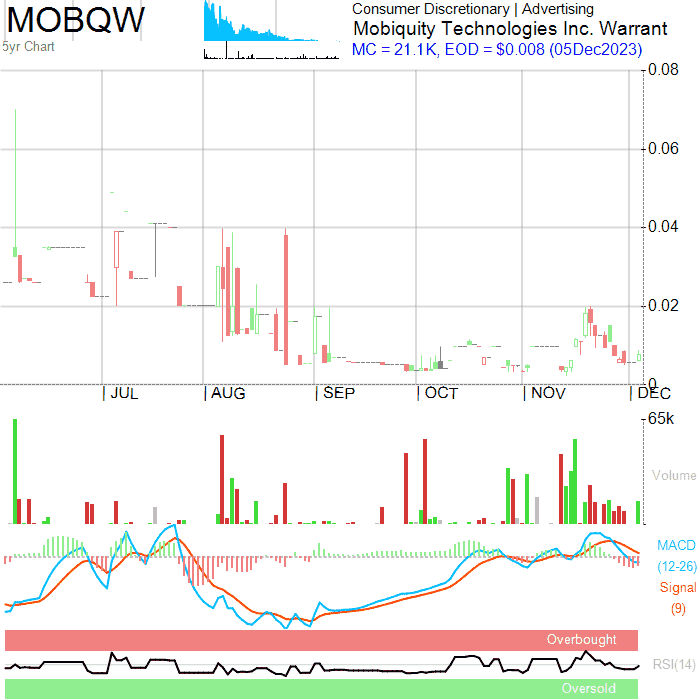 MOBQW
5yr Chart
Consumer Discretionary | Advertising
Mobiquity Technologies Inc. Warrant
MC = 21.1K, EOD = $0.008 (05Dec2023)
0.08
0.06
0.04
0.02
0
JUL AUG SEP OCT NOV DEC
65k
Volume
MACD
(12-26)
Signal
(9)
Overbought
RSI(14)
Oversold